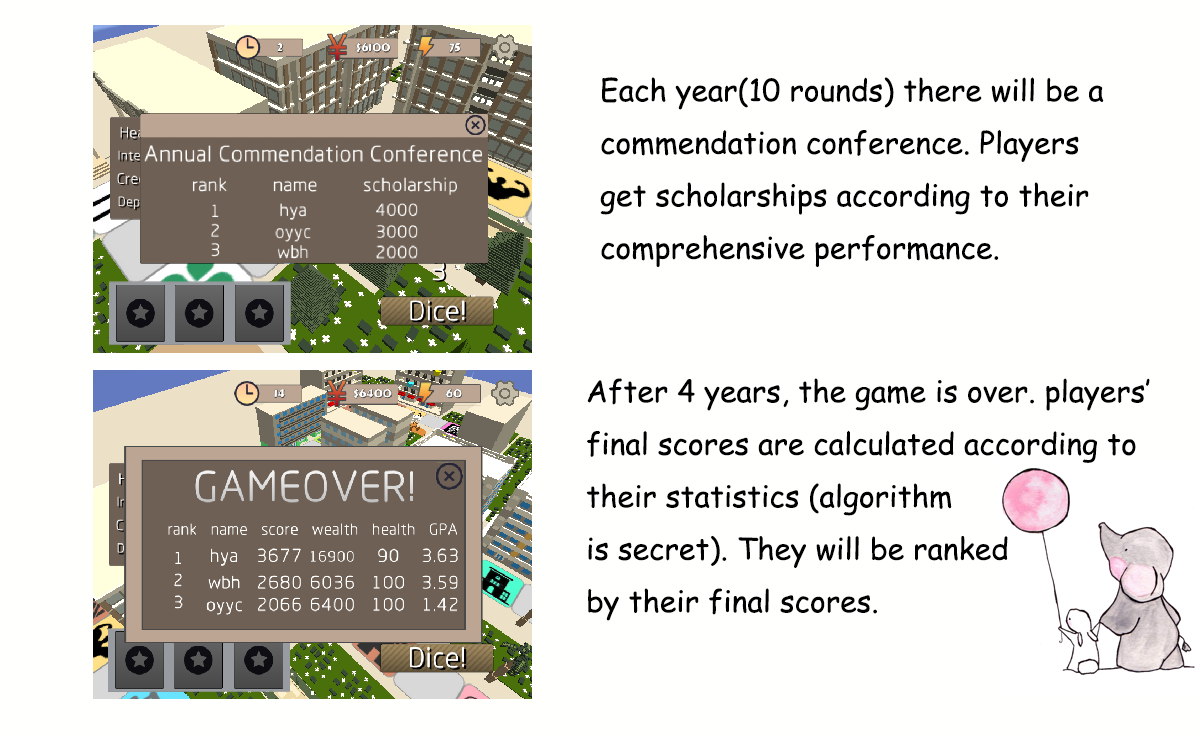 2 $6100 75
Each year(10 rounds) there will be a
commendation conference. Players
get scholarships according to their
comprehensive performance.
Annual Commendation Conference
rank name scholarship
1 hya 4000
2 oyyc 3000
3 wbh 2000
3
Dice!
14 $6400 60
After 4 years, the game is over. players’
final scores are calculated according to
their statistics (algorithm
is secret). They will be ranked
by their final scores.
GAMEOVER!
rank name score wealth health GPA
1 hya 3677 16900 90 3.63
2 wbh 2680 6036 100 3.59
3 oyyc 2066 6400 100 1.42
Dice!